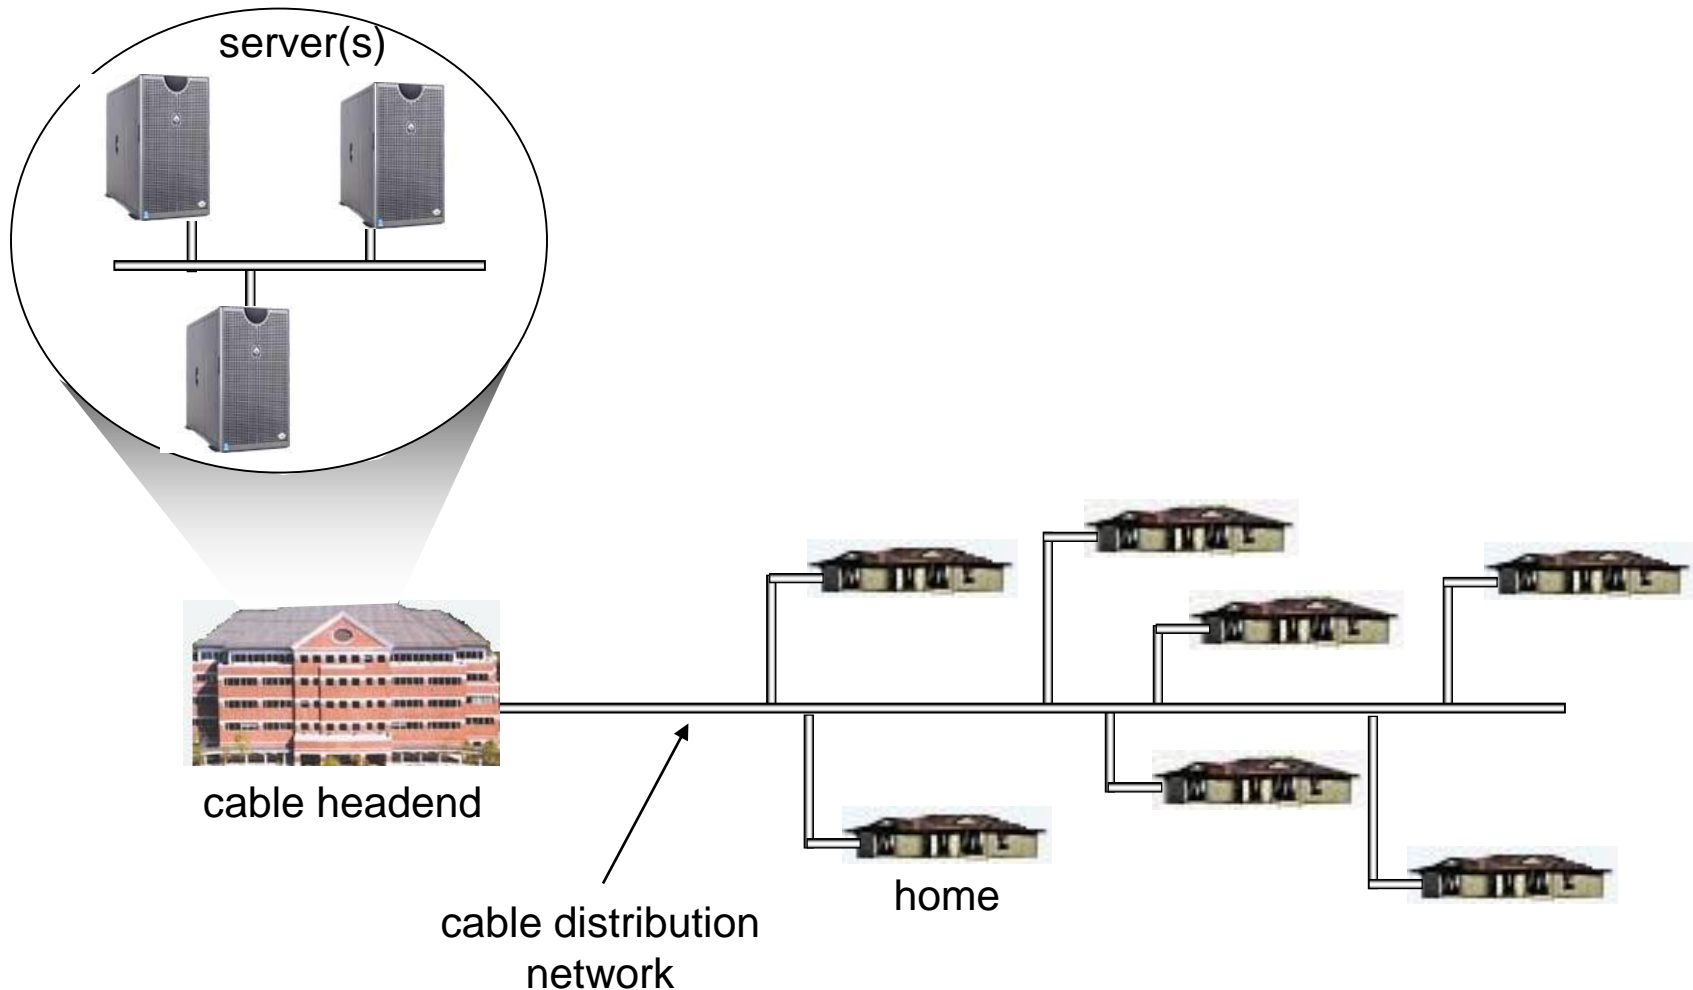 server(s)
cable headend
home
cable distribution
network